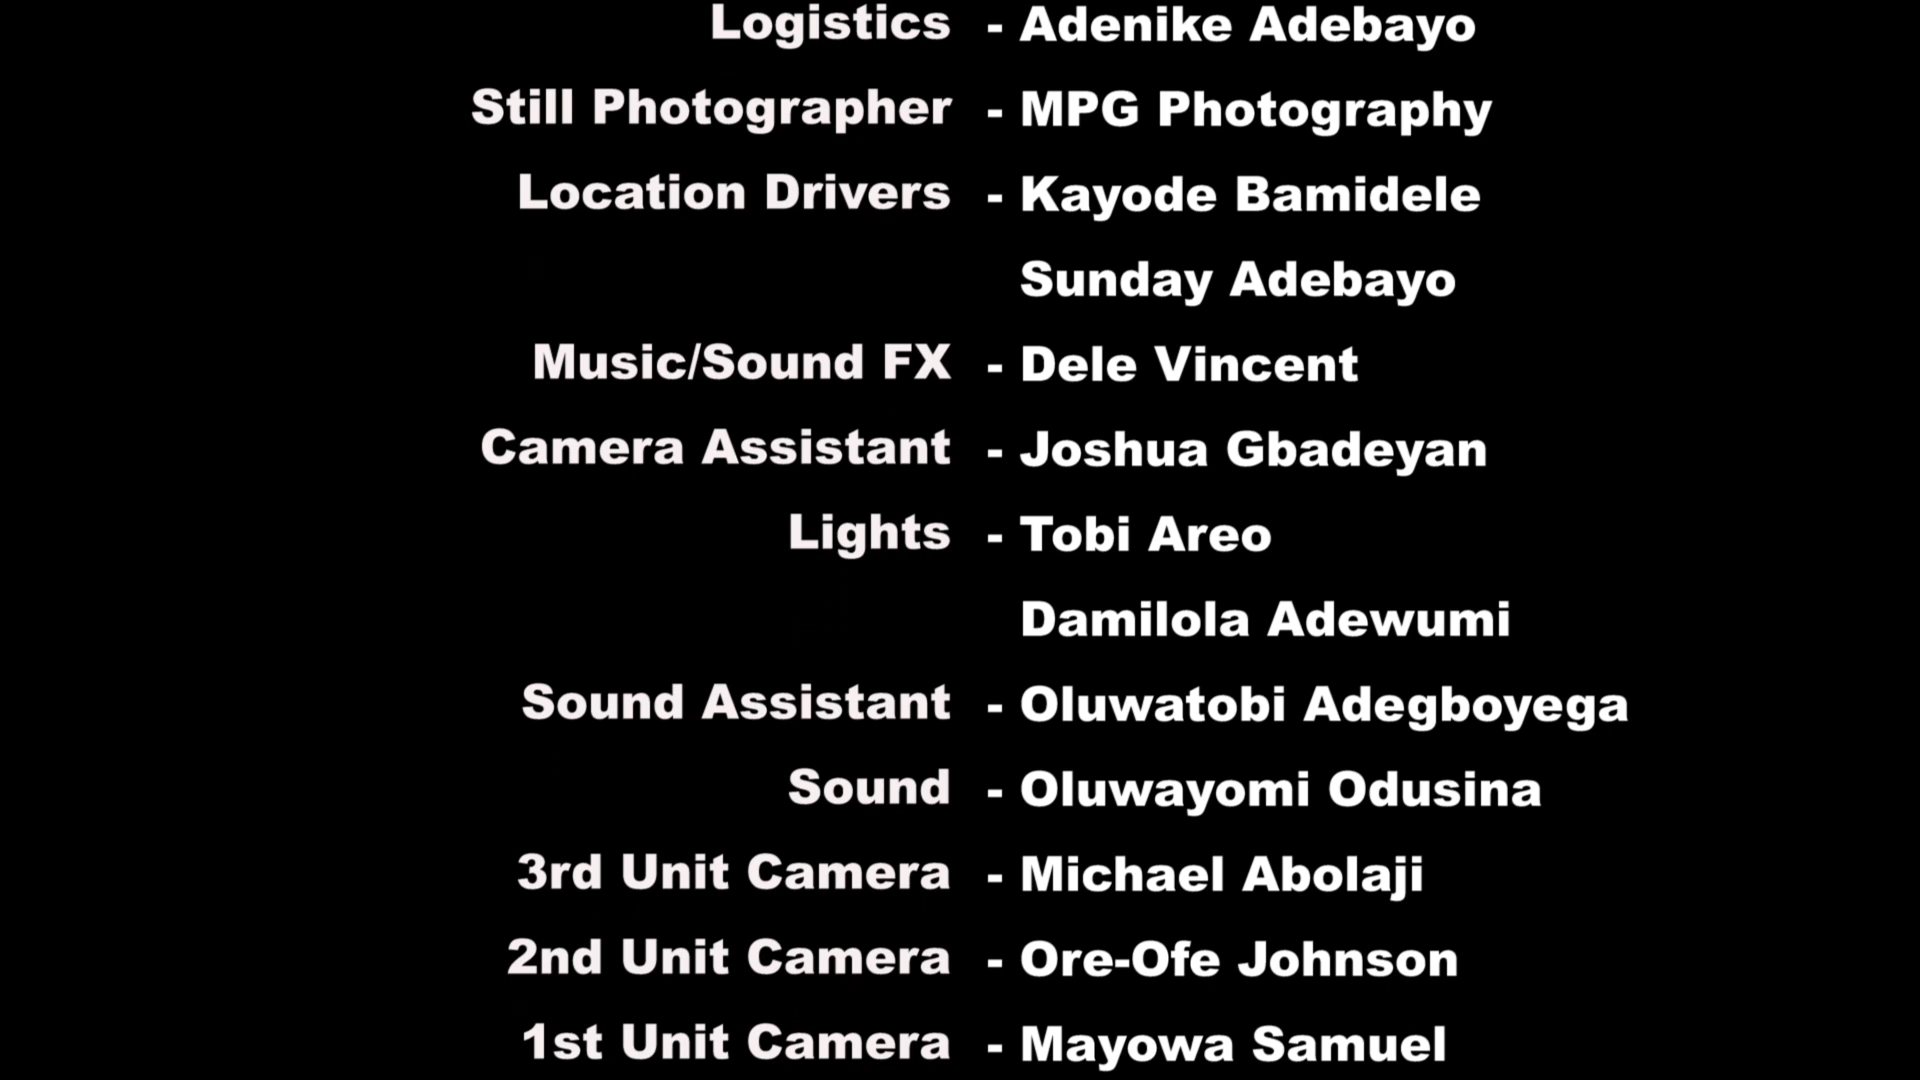 Logistics - Adenike Adebayo
Still Photographer - MPG Photography
Location Drivers - Kayode Bamidele
Sunday Adebayo
Music/Sound FX - Dele Vincent
Camera Assistant - Joshua Gbadeyan
Lights - Tobi Areo
Damilola Adewumi
Sound Assistant - Oluwatobi Adegboyega
Sound - Oluwayomi Odusina
3rd Unit Camera - Michael Abolaji
2nd Unit Camera - Ore-Ofe Johnson
1st Unit Camera - Mayowa Samuel